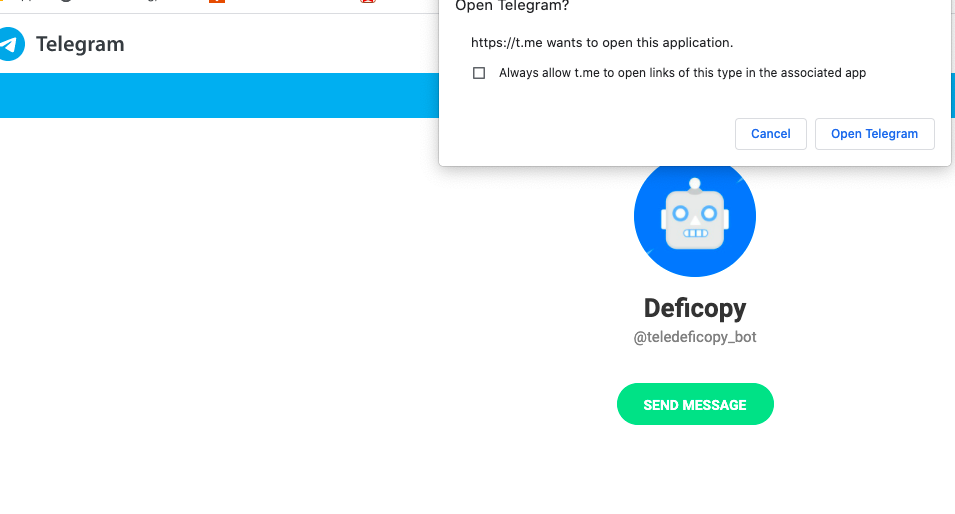 Open Telegram?
Telegram
https://t.me wants to open this application.
Always allow t.me to open links of this type in the associated app
Cancel
Open Telegram
Deficopy
@teledeficopy_bot
SEND MESSAGE